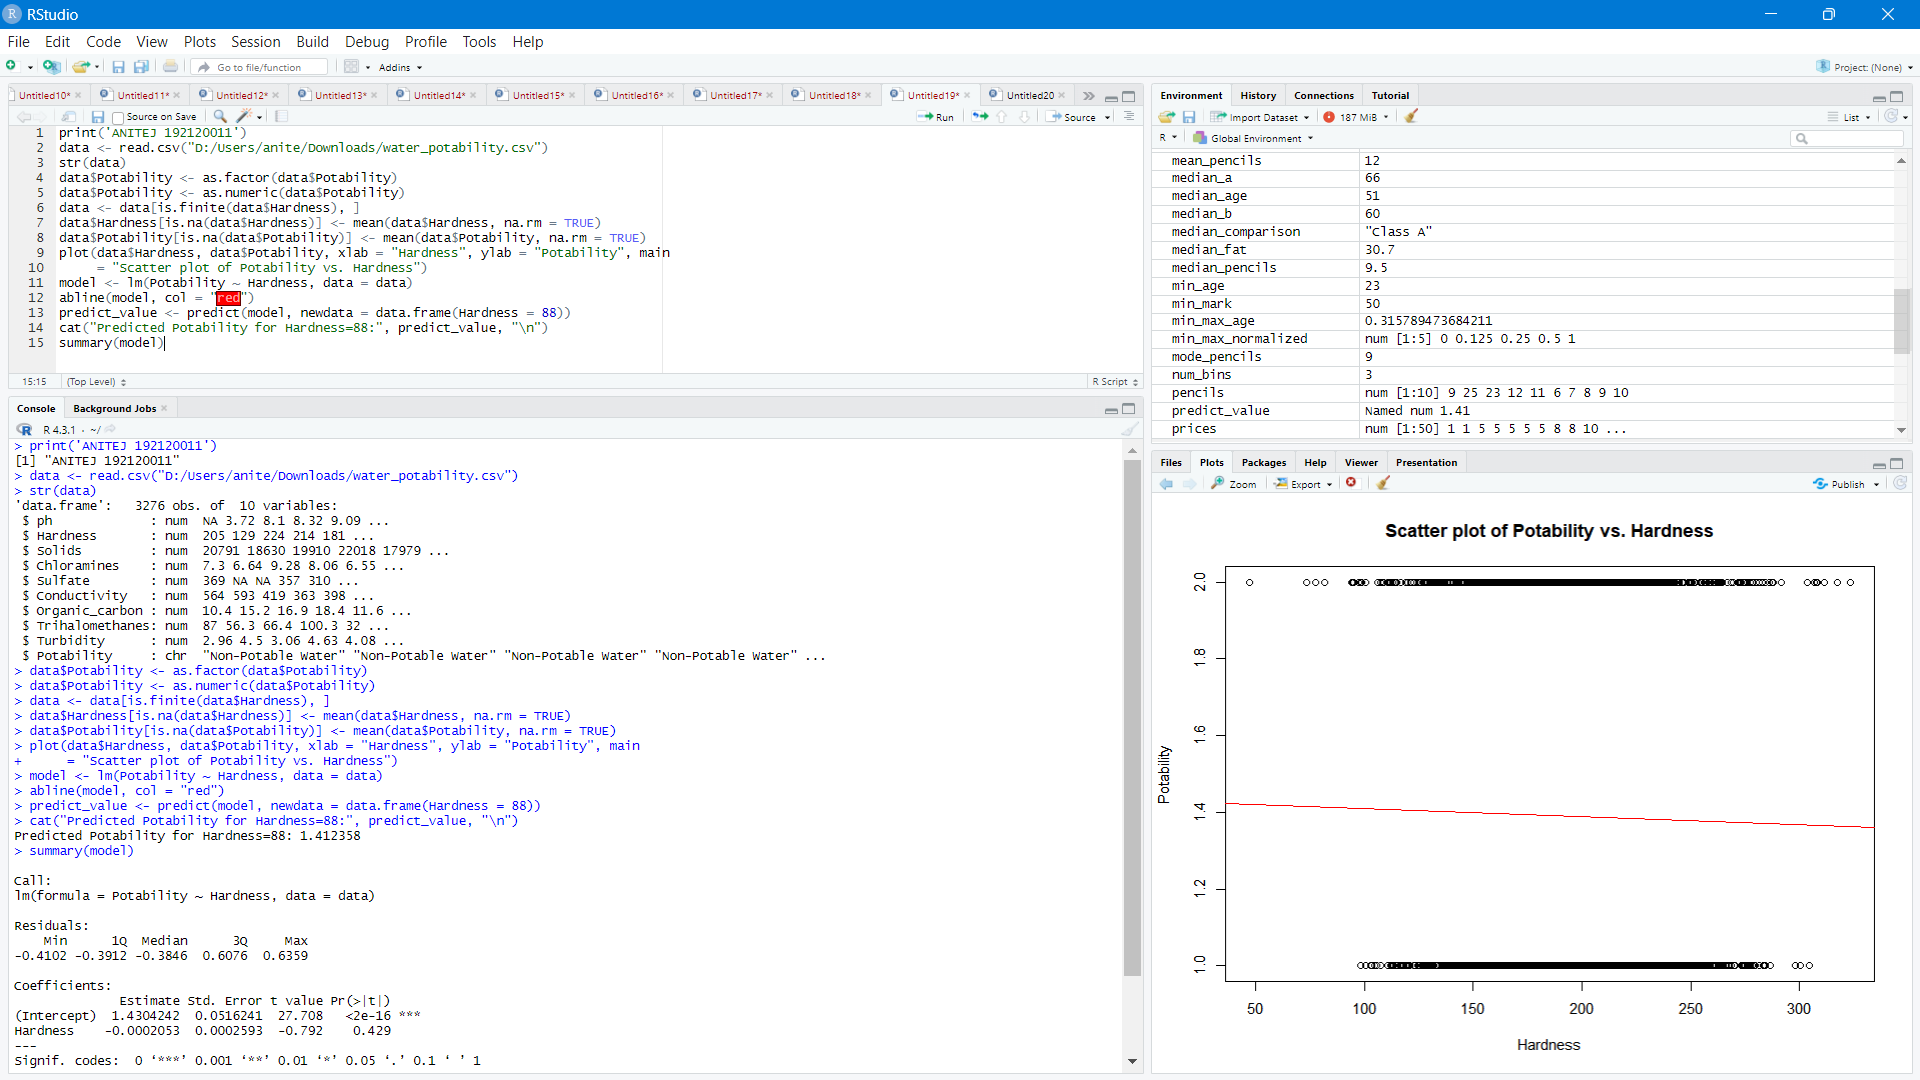 RStudio
File Edit Code View Plots Session Build Debug Profile Tools Help
Go to file/function Addins Project: (None)
Untitled10* Untitled11* Untitled12* Untitled13* Untitled14* Untitled15* Untitled16* Untitled17* Untitled18* Untitled19* Untitled20
Source on Save Run Source
1 print('ANITEJ 192120011')
2 data <- read.csv("D:/Users/anite/Downloads/water_potability.csv")
3 str(data)
4 data$Potability <- as.factor(data$Potability)
5 data$Potability <- as.numeric(data$Potability)
6 data <- data[is.finite(data$Hardness), ]
7 data$Hardness[is.na(data$Hardness)] <- mean(data$Hardness, na.rm = TRUE)
8 data$Potability[is.na(data$Potability)] <- mean(data$Potability, na.rm = TRUE)
9 plot(data$Hardness, data$Potability, xlab = "Hardness", ylab = "Potability", main
10 = "Scatter plot of Potability vs. Hardness")
11 model <- lm(Potability ~ Hardness, data = data)
12 abline(model, col = "red")
13 predict_value <- predict(model, newdata = data.frame(Hardness = 88))
14 cat("Predicted Potability for Hardness=88:", predict_value, "\n")
15 summary(model)
15:15 (Top Level) R Script
Console Background Jobs
R 4.3.1 · ~/
> print('ANITEJ 192120011')
[1] "ANITEJ 192120011"
> data <- read.csv("D:/Users/anite/Downloads/water_potability.csv")
> str(data)
'data.frame': 3276 obs. of 10 variables:
$ ph : num NA 3.72 8.1 8.32 9.09 ...
$ Hardness : num 205 129 224 214 181 ...
$ Solids : num 20791 18630 19910 22018 17979 ...
$ Chloramines : num 7.3 6.64 9.28 8.06 6.55 ...
$ Sulfate : num 369 NA NA 357 310 ...
$ Conductivity : num 564 593 419 363 398 ...
$ Organic_carbon : num 10.4 15.2 16.9 18.4 11.6 ...
$ Trihalomethanes: num 87 56.3 66.4 100.3 32 ...
$ Turbidity : num 2.96 4.5 3.06 4.63 4.08 ...
$ Potability : chr "Non-Potable Water" "Non-Potable Water" "Non-Potable Water" "Non-Potable Water" ...
> data$Potability <- as.factor(data$Potability)
> data$Potability <- as.numeric(data$Potability)
> data <- data[is.finite(data$Hardness), ]
> data$Hardness[is.na(data$Hardness)] <- mean(data$Hardness, na.rm = TRUE)
> data$Potability[is.na(data$Potability)] <- mean(data$Potability, na.rm = TRUE)
> plot(data$Hardness, data$Potability, xlab = "Hardness", ylab = "Potability", main
+ = "Scatter plot of Potability vs. Hardness")
> model <- lm(Potability ~ Hardness, data = data)
> abline(model, col = "red")
> predict_value <- predict(model, newdata = data.frame(Hardness = 88))
> cat("Predicted Potability for Hardness=88:", predict_value, "\n")
Predicted Potability for Hardness=88: 1.412358
> summary(model)
Call:
lm(formula = Potability ~ Hardness, data = data)
Residuals:
Min 1Q Median 3Q Max
-0.4102 -0.3912 -0.3846 0.6076 0.6359
Coefficients:
Estimate Std. Error t value Pr(>|t|)
(Intercept) 1.4304242 0.0516241 27.708 <2e-16 ***
Hardness -0.0002053 0.0002593 -0.792 0.429
---
Signif. codes: 0 ‘***’ 0.001 ‘**’ 0.01 ‘*’ 0.05 ‘.’ 0.1 ‘ ’ 1
Environment History Connections Tutorial
Import Dataset 187 MiB List
R Global Environment
mean_pencils 12
median_a 66
median_age 51
median_b 60
median_comparison "Class A"
median_fat 30.7
median_pencils 9.5
min_age 23
min_mark 50
min_max_age 0.315789473684211
min_max_normalized num [1:5] 0 0.125 0.25 0.5 1
mode_pencils 9
num_bins 3
pencils num [1:10] 9 25 23 12 11 6 7 8 9 10
predict_value Named num 1.41
prices num [1:50] 1 1 5 5 5 5 5 8 8 10 ...
Files Plots Packages Help Viewer Presentation
Zoom Export Publish
Scatter plot of Potability vs. Hardness
2.0
1.8
1.6
1.4
1.2
1.0
Potability
50 100 150 200 250 300
Hardness